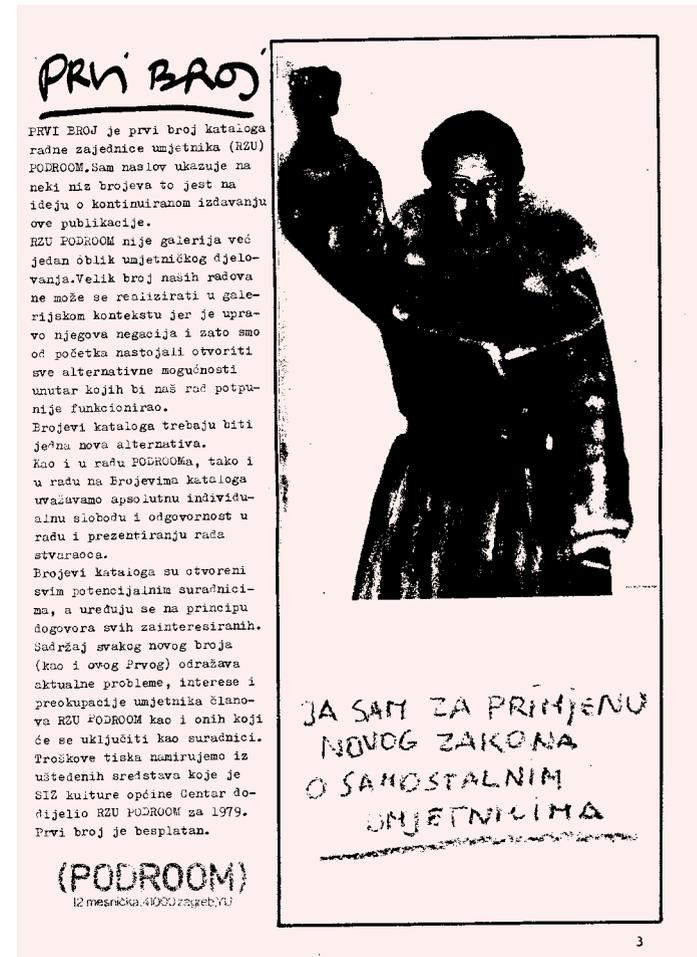 PRVI BROJ
PRVI BROJ je prvi broj kataloga
radne zajednice umjetnika (RZU)
PODROOM.Sam naslov ukazuje na
neki niz brojeva to jest na
ideju o kontinuiranom izdavanju
ove publikacije.
RZU PODROOM nije galerija već
jedan oblik umjetničkog djelo-
vanja.Velik broj naših radova
ne može se realizirati u gale-
rijskom kontekstu jer je upra-
vo njegova negacija i zato smo
od početka nastojali otvoriti
sve alternativne mogućnosti
unutar kojih bi naš rad potpu-
nije funkcionirao.
Brojevi kataloga trebaju biti
jedna nova alternativa.
Kao i u radu PODROOMa, tako i
u radu na Brojevima kataloga
uvažavamo apsolutnu individu-
alnu slobodu i odgovornost u
radu i prezentiranju rada
stvaraoca.
Brojevi kataloga su otvoreni
svim potencijalnim suradnici-
ma, a uređuju se na principu
dogovora svih zainteresiranih.
Sadržaj svakog novog broja
(kao i ovog Prvog) odražava
aktualne probleme, interese i
preokupacije umjetnika člano-
va RZU PODROOM kao i onih koji
će se uključiti kao suradnici.
Troškove tiska namirujemo iz
ušteđenih sredstava koje je
SIZ kulture općine Centar do-
dijelio RZU PODROOM za 1979.
Prvi broj je besplatan.
(PODROOM)
12 mesnička,41000 zagreb,YU
JA SAM ZA PRIMJENU
NOVOG ZAKONA
O SAMOSTALNIM
UMJETNICIMA
3